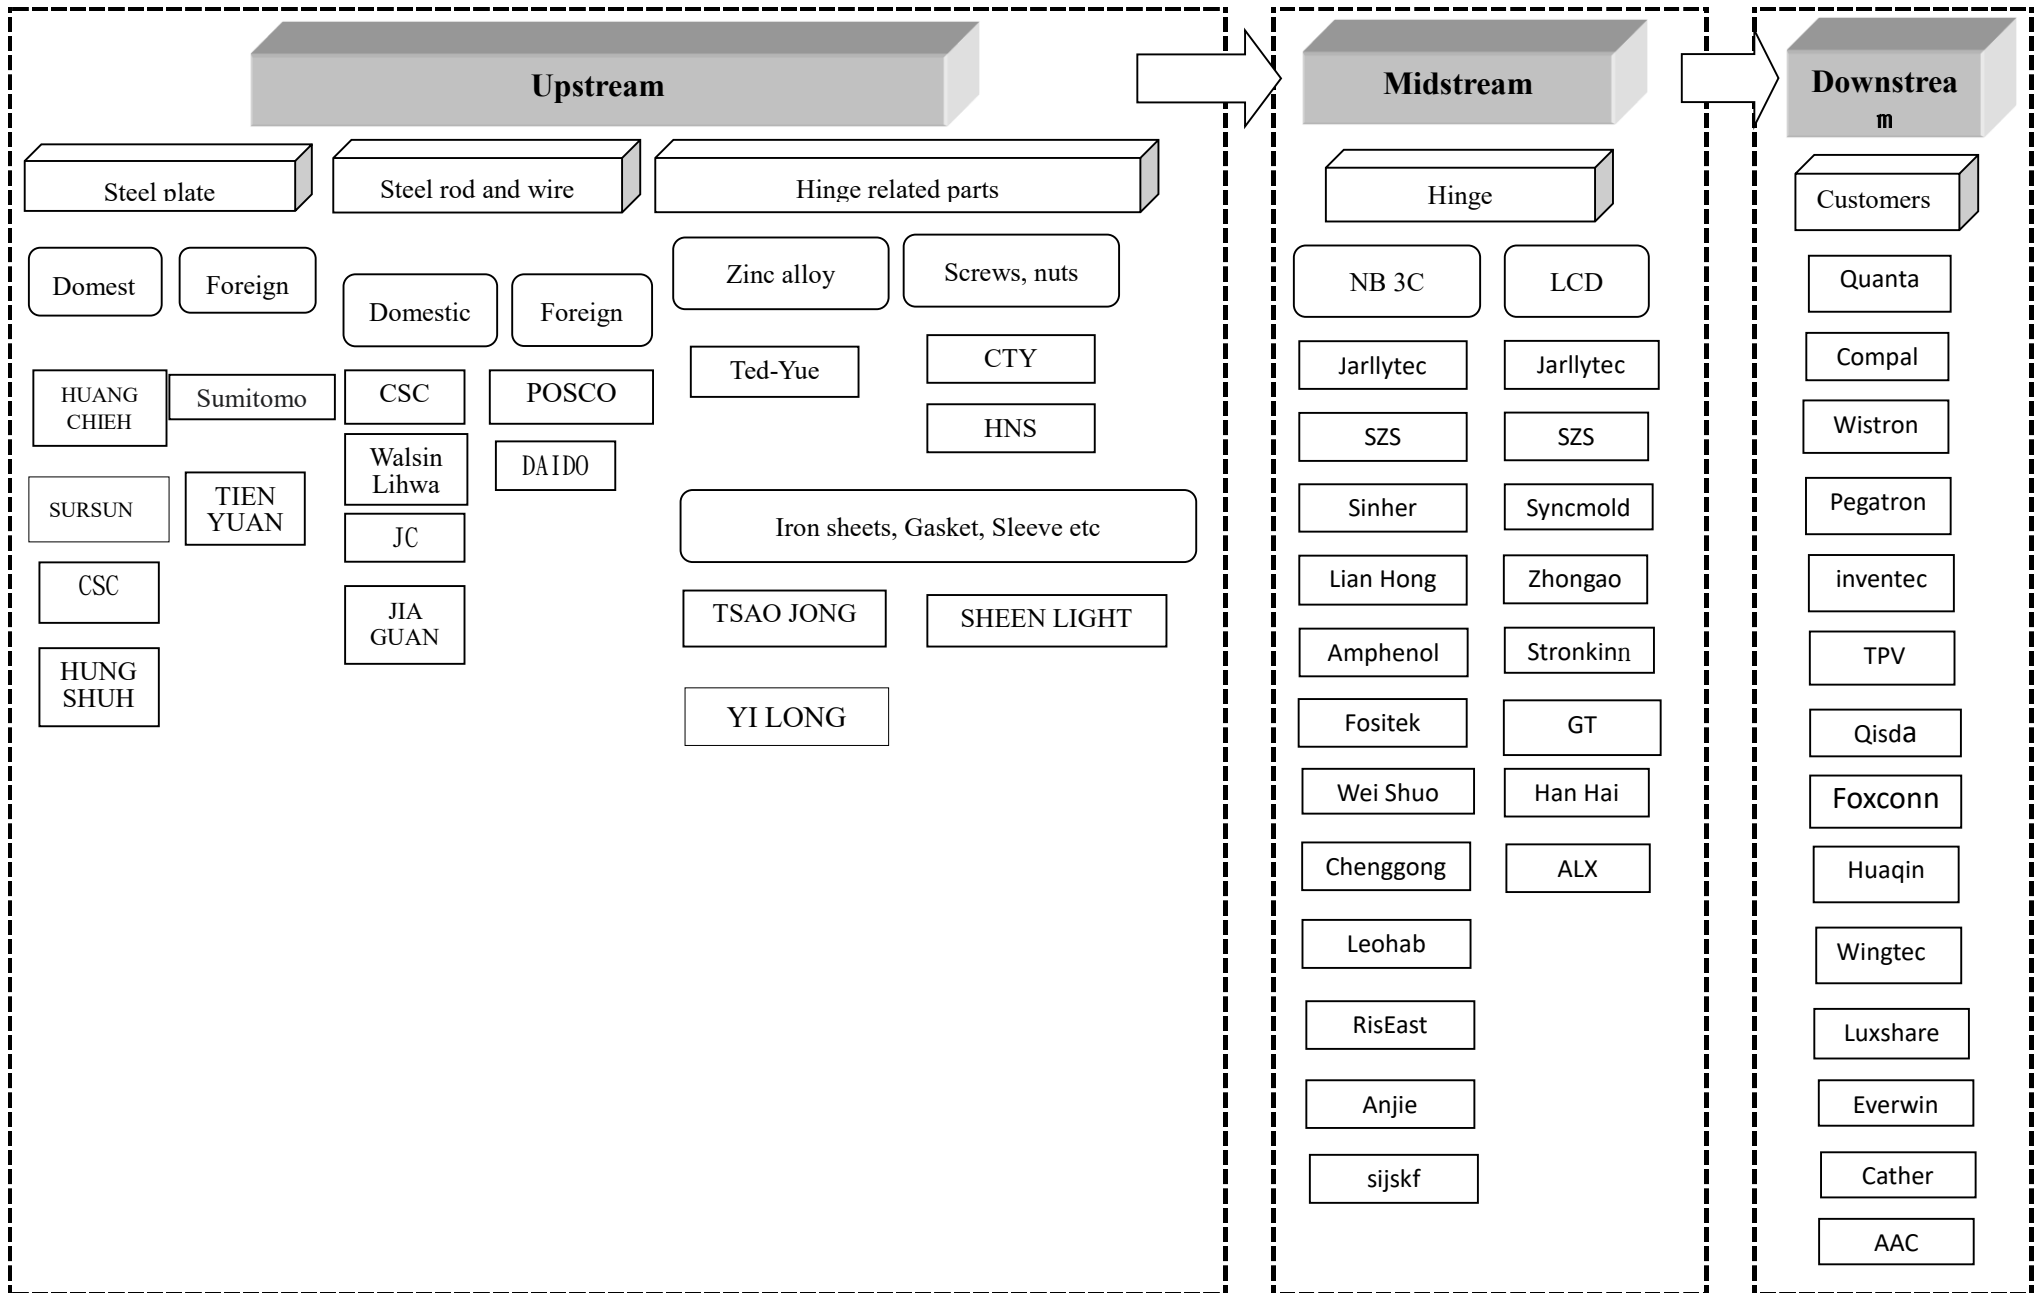 Upstream
Steel plate
Steel rod and wire
Hinge related parts
Domest
Foreign
Domestic
Foreign
Zinc alloy
Screws, nuts
HUANG
CHIEH
SURSUN
CSC
HUNG
SHUH
Sumitomo
TIEN
YUAN
CSC
Walsin
Lihwa
JC
JIA
GUAN
POSCO
DAIDO
Ted-Yue
CTY
HNS
Iron sheets, Gasket, Sleeve etc
TSAO JONG
SHEEN LIGHT
YI LONG
Midstream
Hinge
NB 3C
LCD
Jarllytec
SZS
Sinher
Lian Hong
Amphenol
Fositek
Wei Shuo
Chenggong
Leohab
RisEast
Anjie
sijskf
Jarllytec
SZS
Syncmold
Zhongao
Stronkinn
GT
Han Hai
ALX
Downstrea
m
Customers
Quanta
Compal
Wistron
Pegatron
inventec
TPV
Qisda
Foxconn
Huaqin
Wingtec
Luxshare
Everwin
Cather
AAC